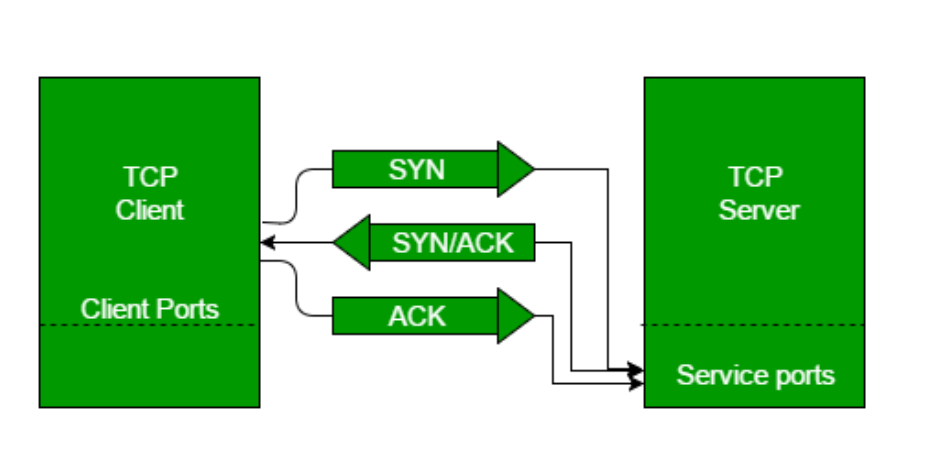 TCP
Client
Client Ports
SYN
SYN/ACK
ACK
TCP
Server
Service ports